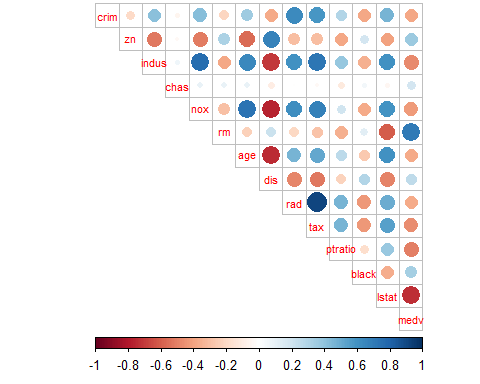 crim
zn
indus
chas
nox
rm
age
dis
rad
tax
ptratio
black
lstat
medv
-1 -0.8 -0.6 -0.4 -0.2 0 0.2 0.4 0.6 0.8 1